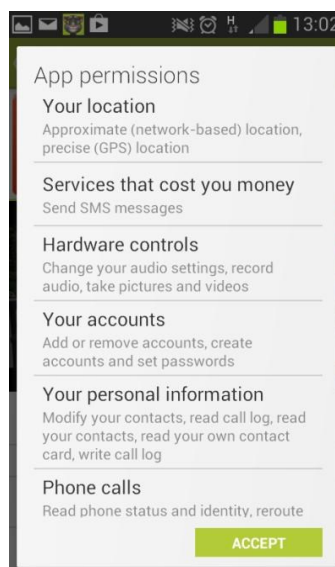 H
13:02
App permissions
Your location
Approximate (network-based) location,
precise (GPS) location
Services that cost you money
Send SMS messages
Hardware controls
Change your audio settings, record
audio, take pictures and videos
Your accounts
Add or remove accounts, create
accounts and set passwords
Your personal information
Modify your contacts, read call log, read
your contacts, read your own contact
card, write call log
Phone calls
Read phone status and identity, reroute
ACCEPT